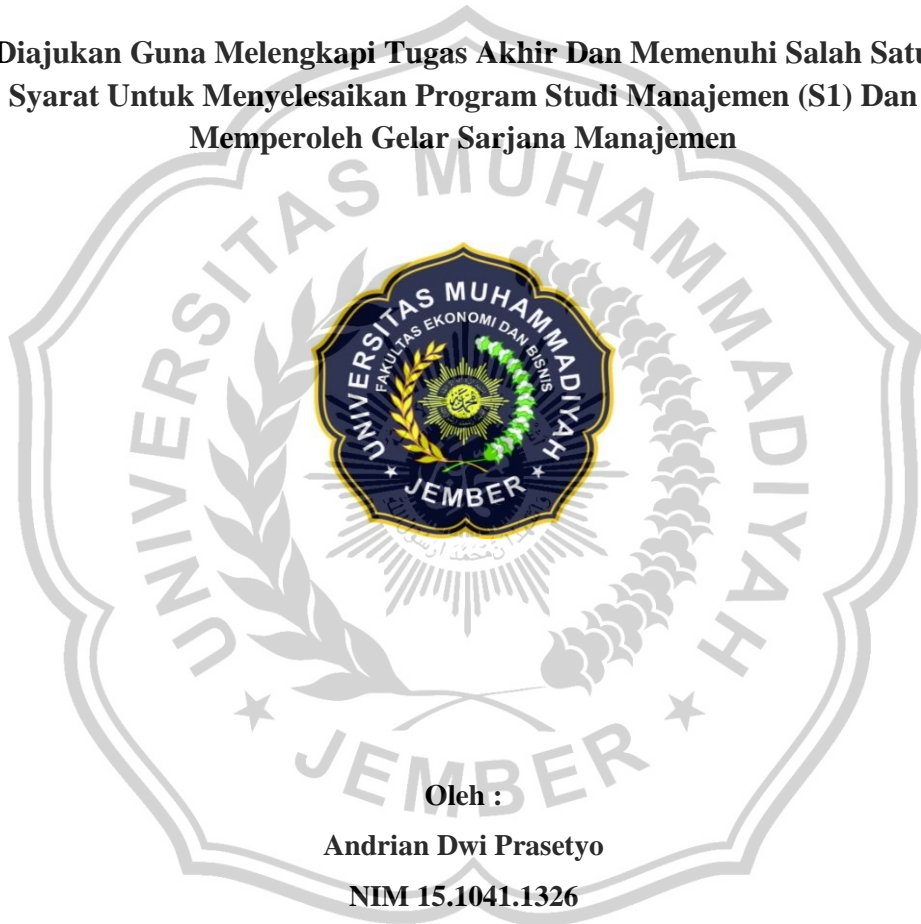 Diajukan Guna Melengkapi Tugas Akhir Dan Memenuhi Salah Satu
Syarat Untuk Menyelesaikan Program Studi Manajemen (S1) Dan
Memperoleh Gelar Sarjana Manajemen
UNIVERSITAS MUHAMMADIYAH
FAKULTAS EKONOMI DAN BISNIS
JEMBER
UNIVERSITAS MUHAMMADIYAH
JEMBER
Oleh :
Andrian Dwi Prasetyo
NIM 15.1041.1326